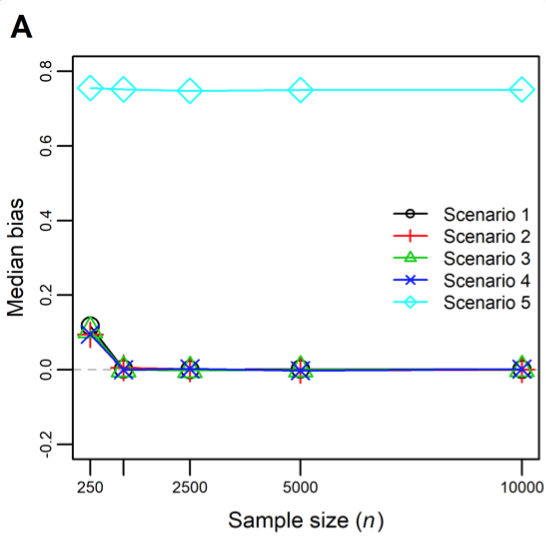 A
0.8
0.6
0.4
0.2
0.0
-0.2
Median bias
Scenario 1
Scenario 2
Scenario 3
Scenario 4
Scenario 5
250 2500 5000 10000
Sample size (n)